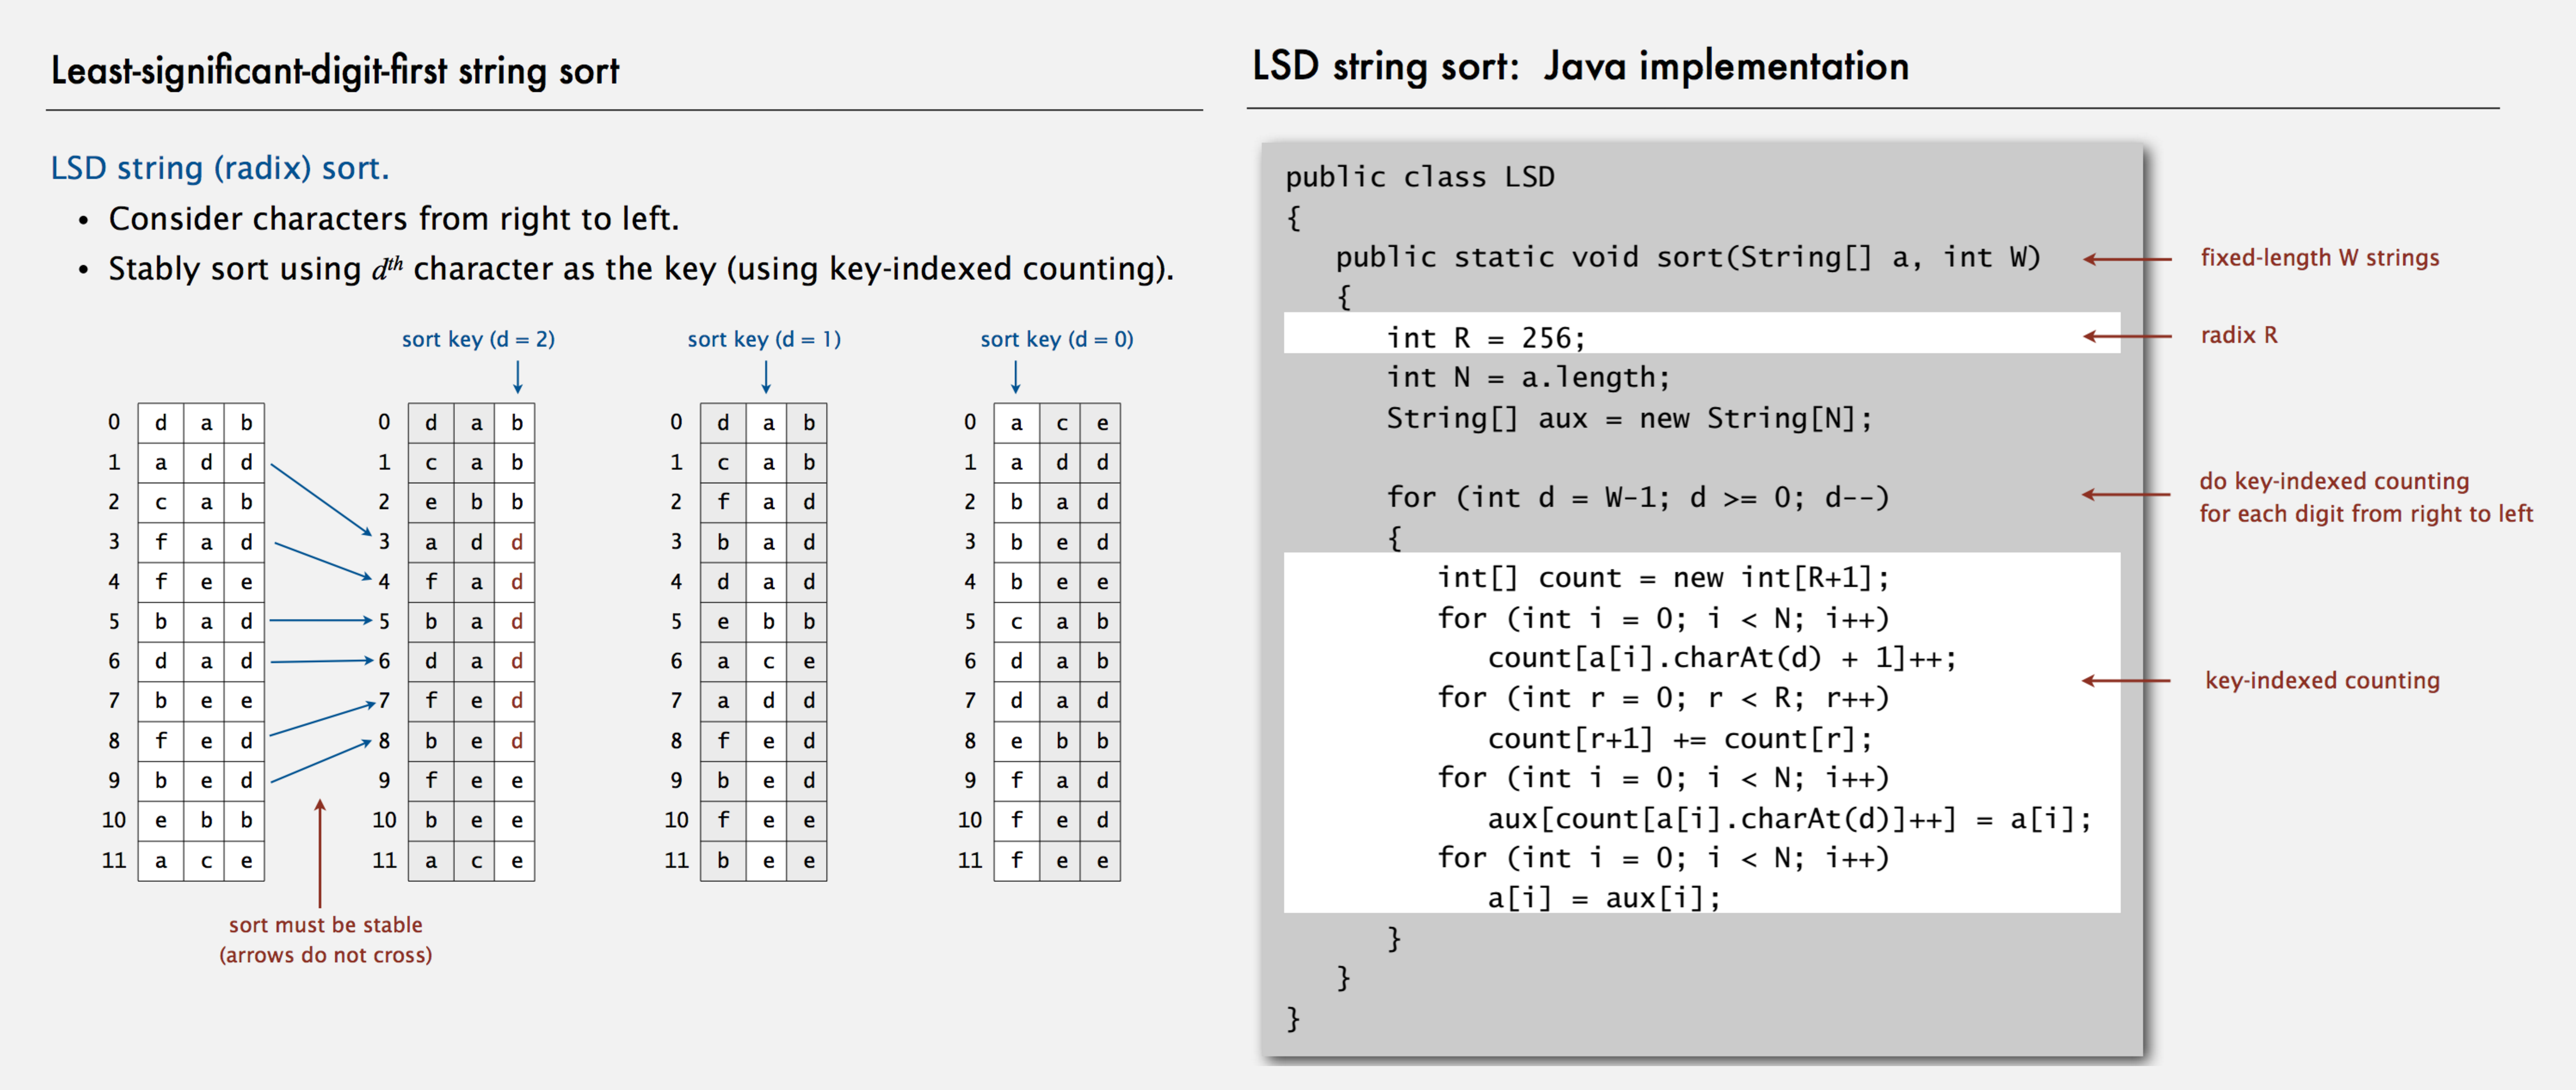 Least-significant-digit-first string sort
LSD string (radix) sort.
• Consider characters from right to left.
• Stably sort using dth character as the key (using key-indexed counting).
sort key (d = 2) sort key (d = 1) sort key (d = 0)
0 d a b 0 d a b 0 d a b 0 a c e
1 a d d 1 c a b 1 c a b 1 a d d
2 c a b 2 e b b 2 f a d 2 b a d
3 f a d 3 a d d 3 b a d 3 b e d
4 f e e 4 f a d 4 d a d 4 b e e
5 b a d 5 b a d 5 e b b 5 c a b
6 d a d 6 d a d 6 a c e 6 d a b
7 b e e 7 f e d 7 a d d 7 d a d
8 f e d 8 b e d 8 f e d 8 e b b
9 b e d 9 f e e 9 b e d 9 f a d
10 e b b 10 b e e 10 f e e 10 f e d
11 a c e 11 a c e 11 b e e 11 f e e
sort must be stable
(arrows do not cross)
LSD string sort: Java implementation
public class LSD
{
public static void sort(String[] a, int W)
fixed-length W strings
{
int R = 256;
radix R
int N = a.length;
String[] aux = new String[N];
for (int d = W-1; d >= 0; d--)
do key-indexed counting
for each digit from right to left
{
int[] count = new int[R+1];
for (int i = 0; i < N; i++)
count[a[i].charAt(d) + 1]++;
for (int r = 0; r < R; r++)
key-indexed counting
count[r+1] += count[r];
for (int i = 0; i < N; i++)
aux[count[a[i].charAt(d)]++] = a[i];
for (int i = 0; i < N; i++)
a[i] = aux[i];
}
}
}